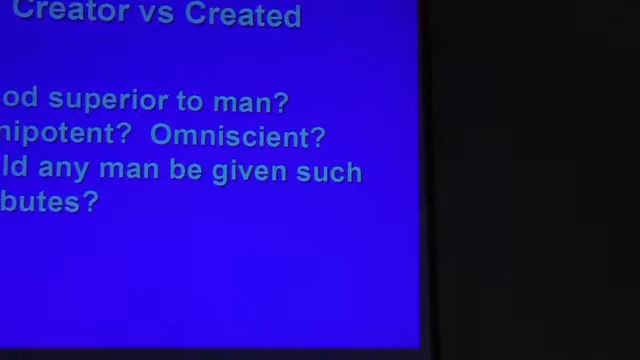 Creator vs Created
od superior to man?
nipotent? Omniscient?
ld any man be given such
butes?